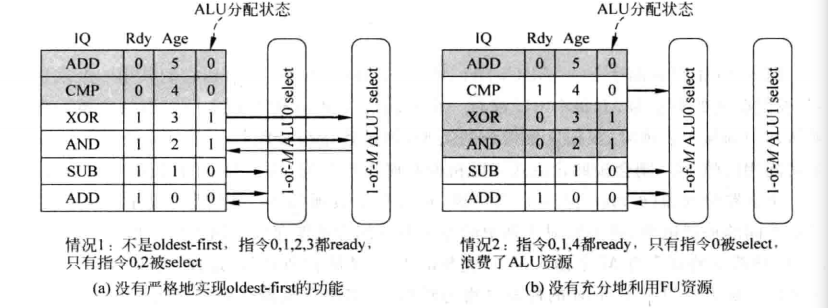 ALU分配状态
IQ Rdy Age
ADD 0 5 0
CMP 0 4 0
XOR 1 3 1
AND 1 2 1
SUB 1 1 0
ADD 1 0 0
1-of-M ALU0 select
1-of-M ALU1 select
情况1：不是oldest-first，指令0,1,2,3都ready，
只有指令0,2被select
(a) 没有严格地实现oldest-first的功能
ALU分配状态
IQ Rdy Age
ADD 0 5 0
CMP 1 4 0
XOR 0 3 1
AND 0 2 1
SUB 1 1 0
ADD 1 0 0
1-of-M ALU0 select
1-of-M ALU1 select
情况2：指令0,1,4都ready，只有指令0被select，
浪费了ALU资源
(b) 没有充分地利用FU资源